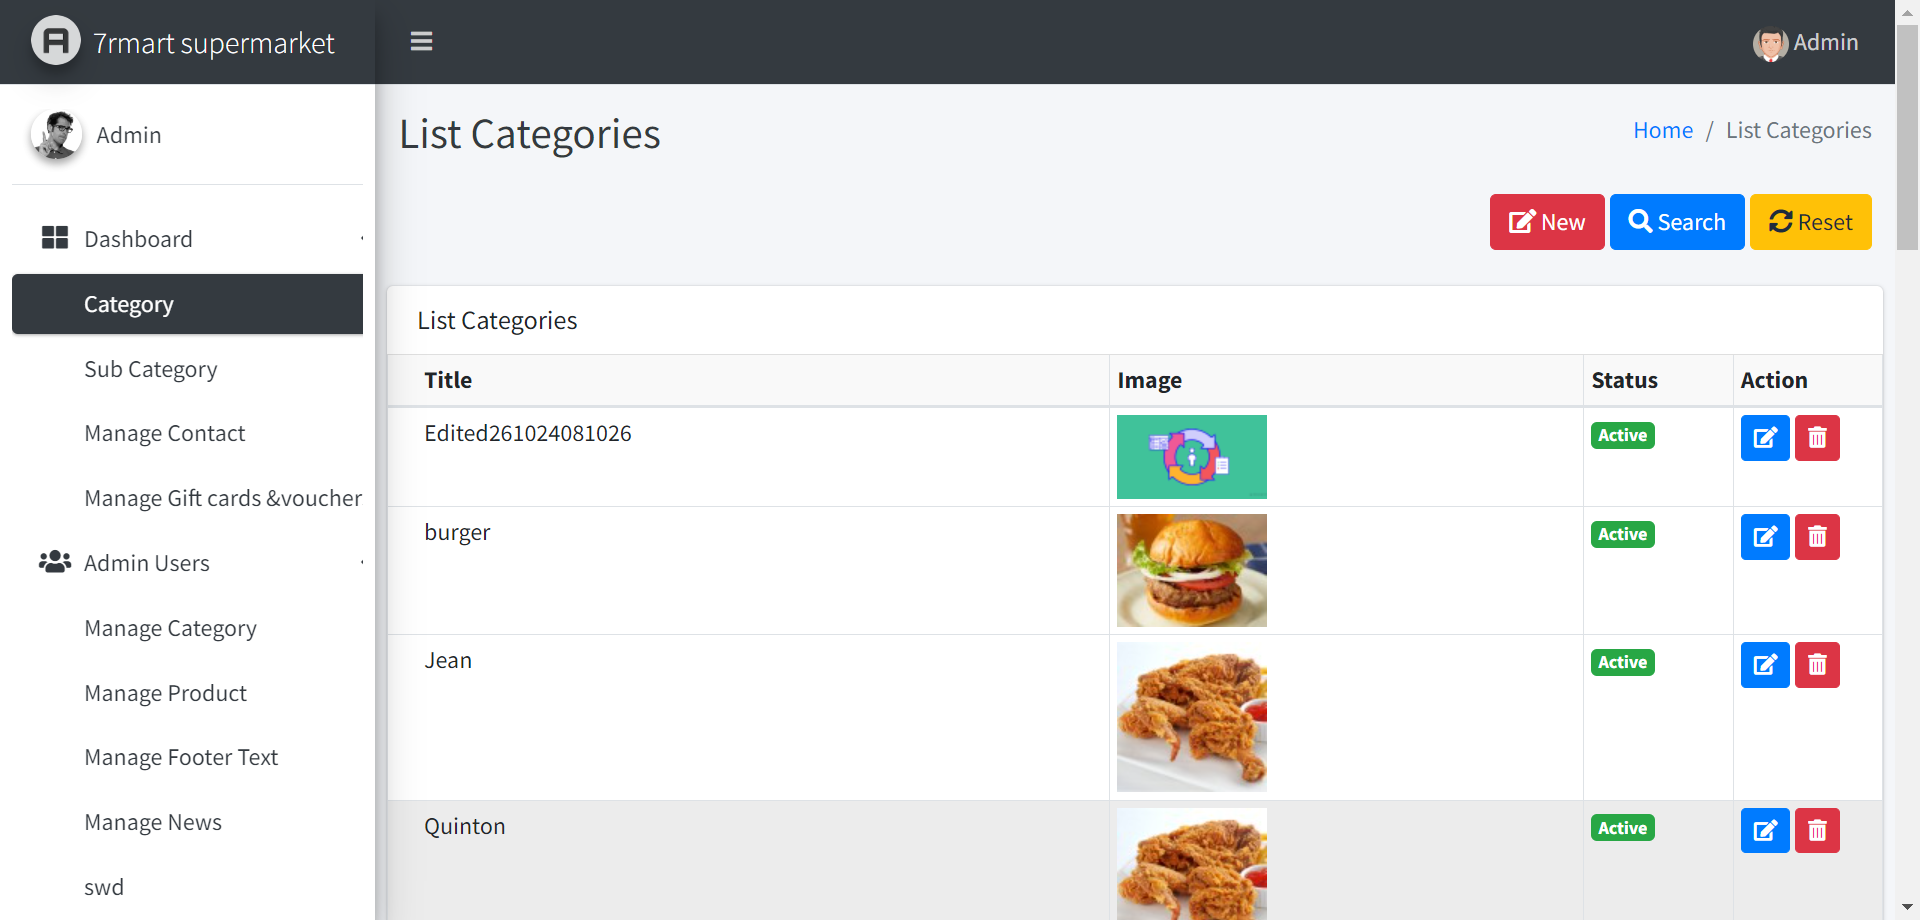 7rmart supermarket
Admin
Admin
List Categories
Home / List Categories
New
Search
Reset
Dashboard
Category
Sub Category
Manage Contact
Manage Gift cards &voucher
Admin Users
Manage Category
Manage Product
Manage Footer Text
Manage News
swd
List Categories
Title Image Status Action
Edited261024081026 Active
burger Active
Jean Active
Quinton Active